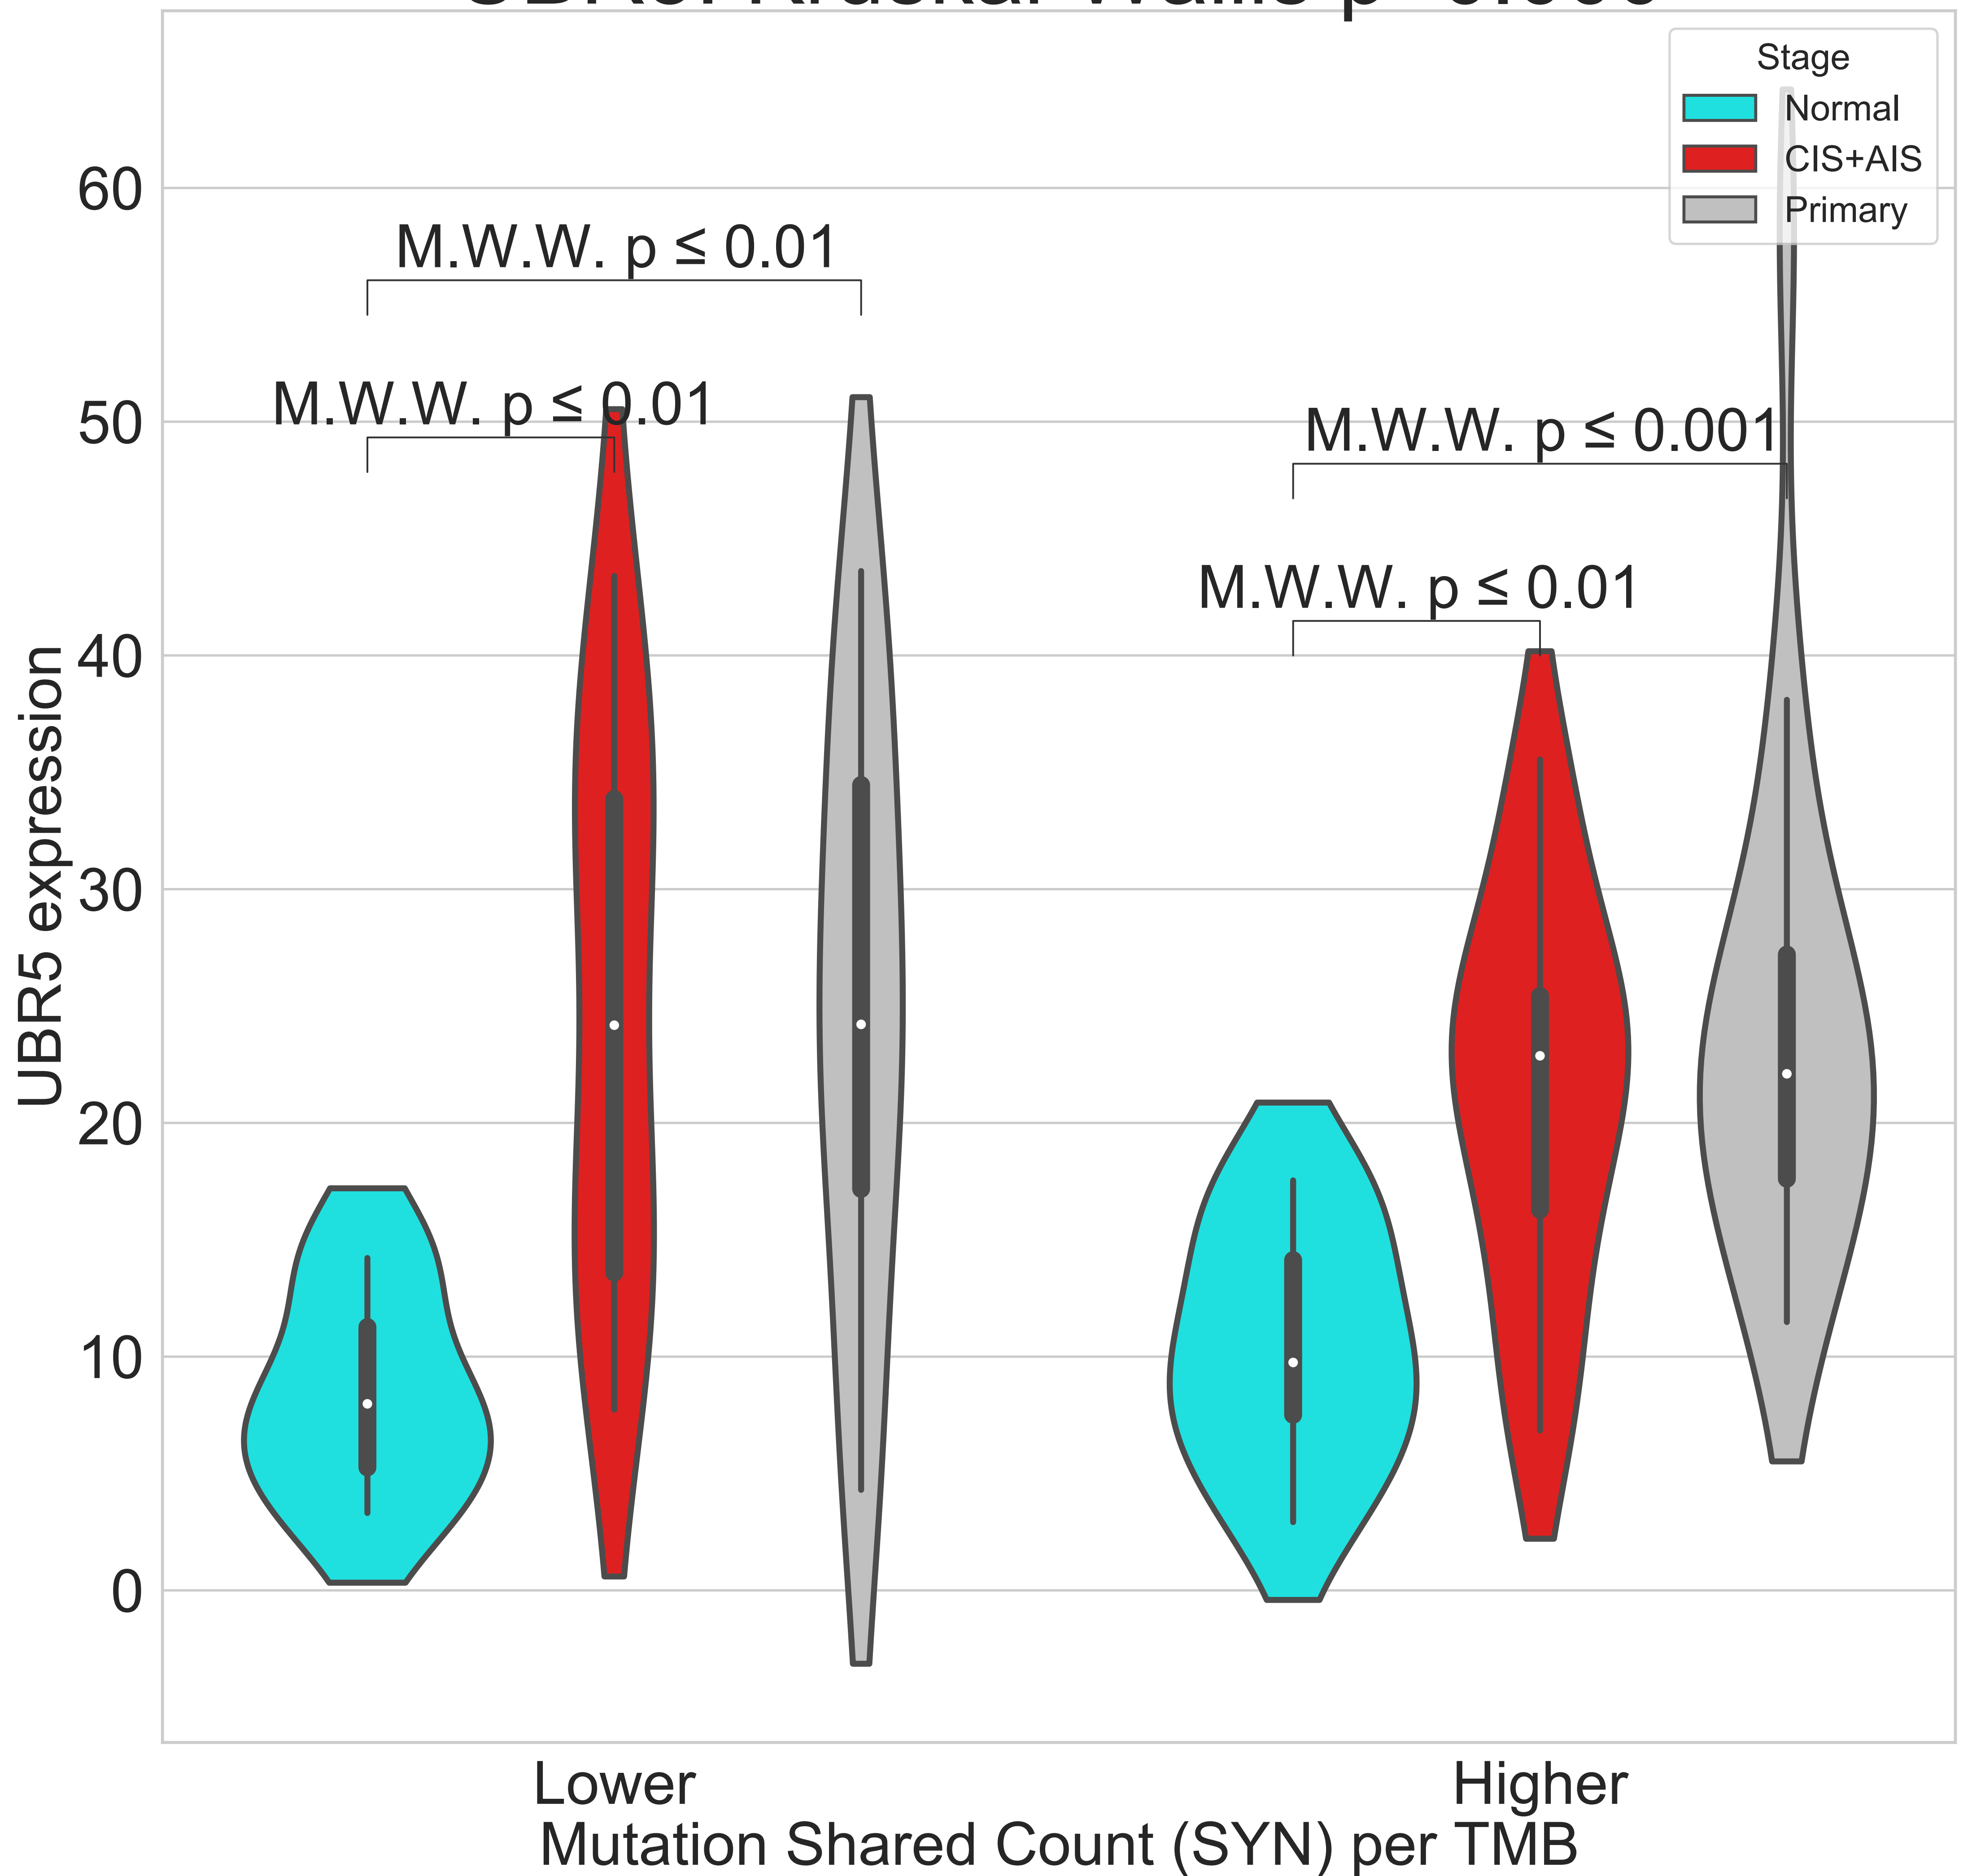 Stage
Normal
CIS+AIS
Primary
60
50
40
30
20
10
0
M.W.W. p ≤ 0.01
M.W.W. p ≤ 0.01
M.W.W. p ≤ 0.001
M.W.W. p ≤ 0.01
UBR5 expression
Lower
Higher
Mutation Shared Count (SYN) per TMB